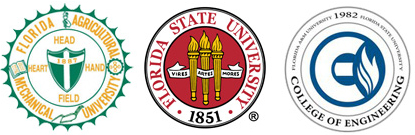 FLORIDA AGRICULTURAL
MECHANICAL UNIVERSITY
HEAD
HEART
1887
HAND
FIELD
FLORIDA STATE UNIVERSITY
VIRES ARTES MORES
1851
®
1982
FLORIDA A&M UNIVERSITY FLORIDA STATE UNIVERSITY
COLLEGE OF ENGINEERING